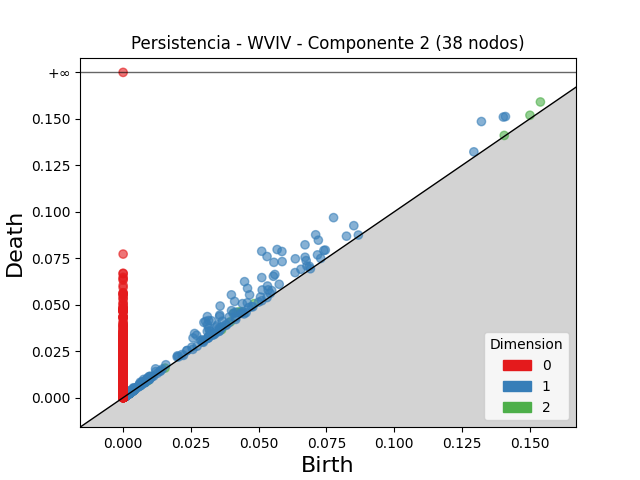 Persistencia - WVIV - Componente 2 (38 nodos)
+∞
0.150
0.125
0.100
0.075
0.050
0.025
0.000
Death
Dimension
0
1
2
0.000 0.025 0.050 0.075 0.100 0.125 0.150
Birth